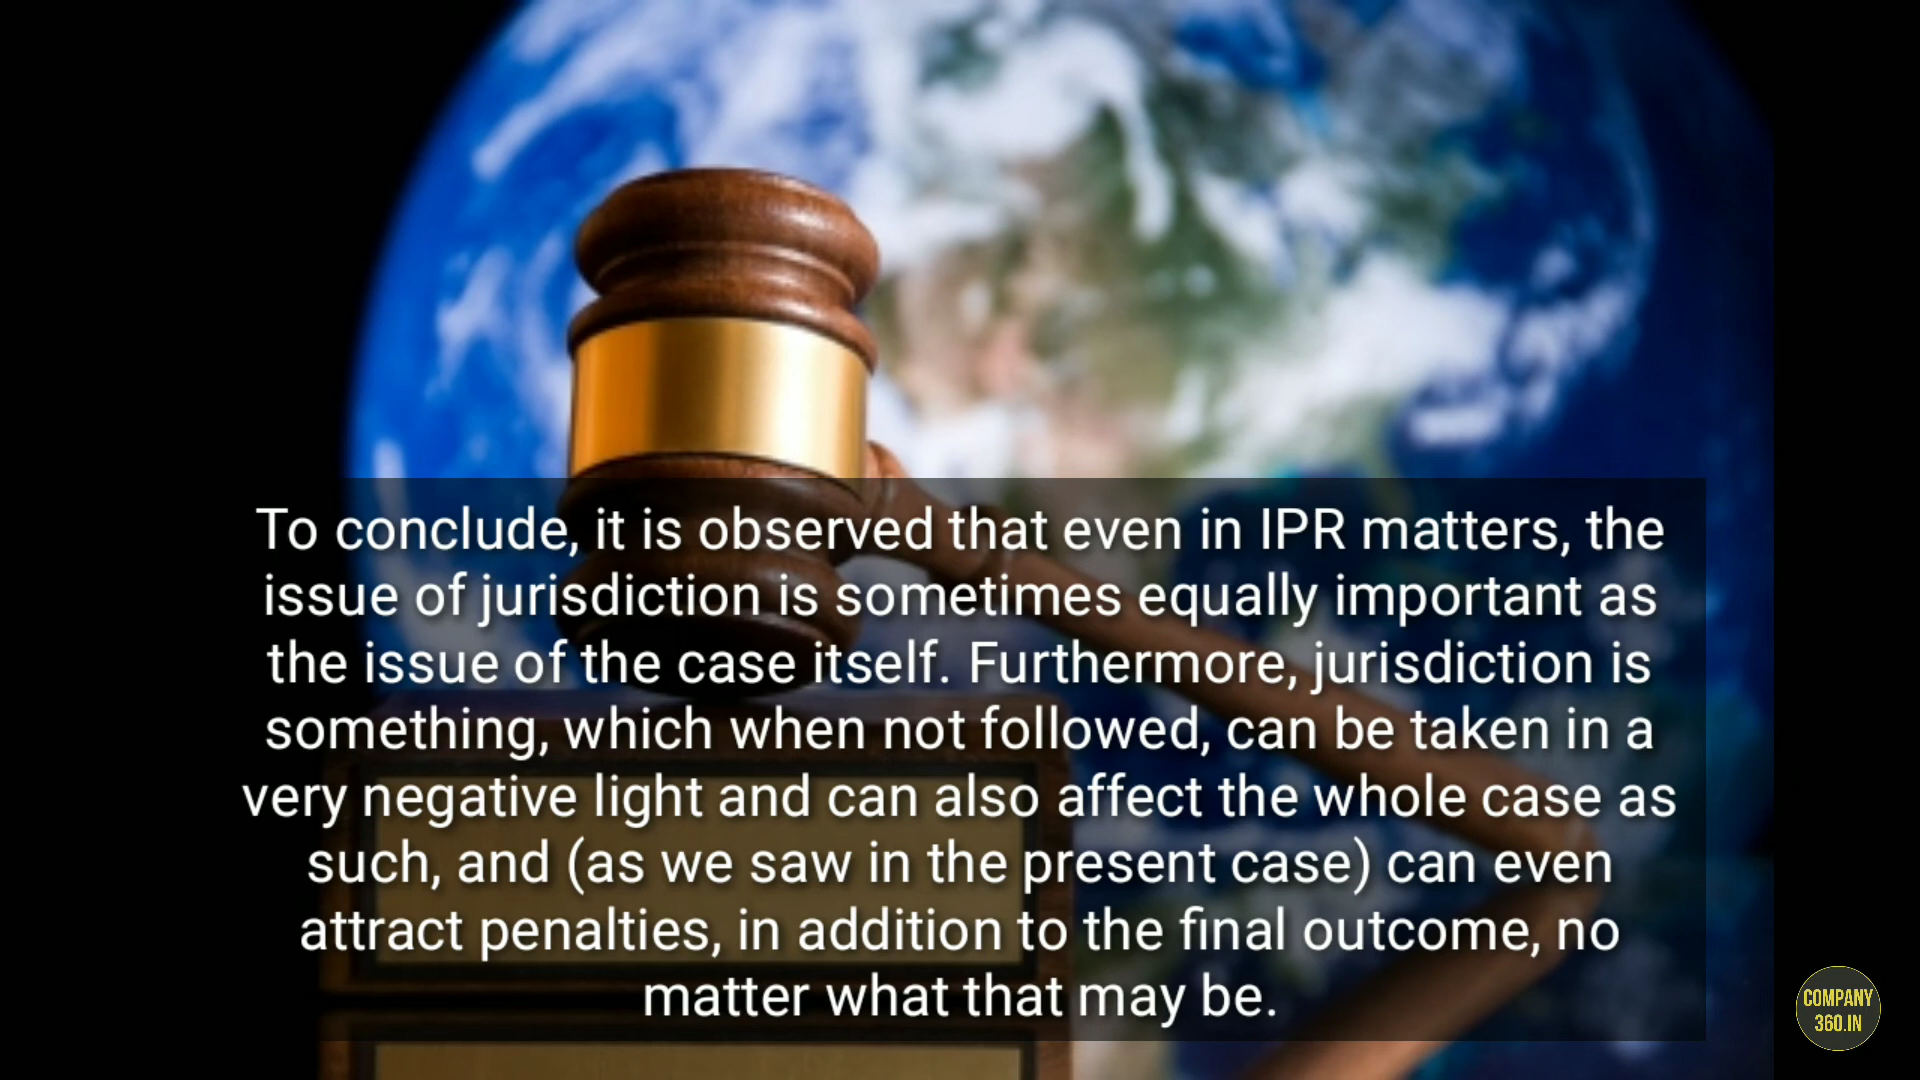 To conclude, it is observed that even in IPR matters, the
issue of jurisdiction is sometimes equally important as
the issue of the case itself. Furthermore, jurisdiction is
something, which when not followed, can be taken in a
very negative light and can also affect the whole case as
such, and (as we saw in the present case) can even
attract penalties, in addition to the final outcome, no
matter what that may be.
COMPANY
360.IN